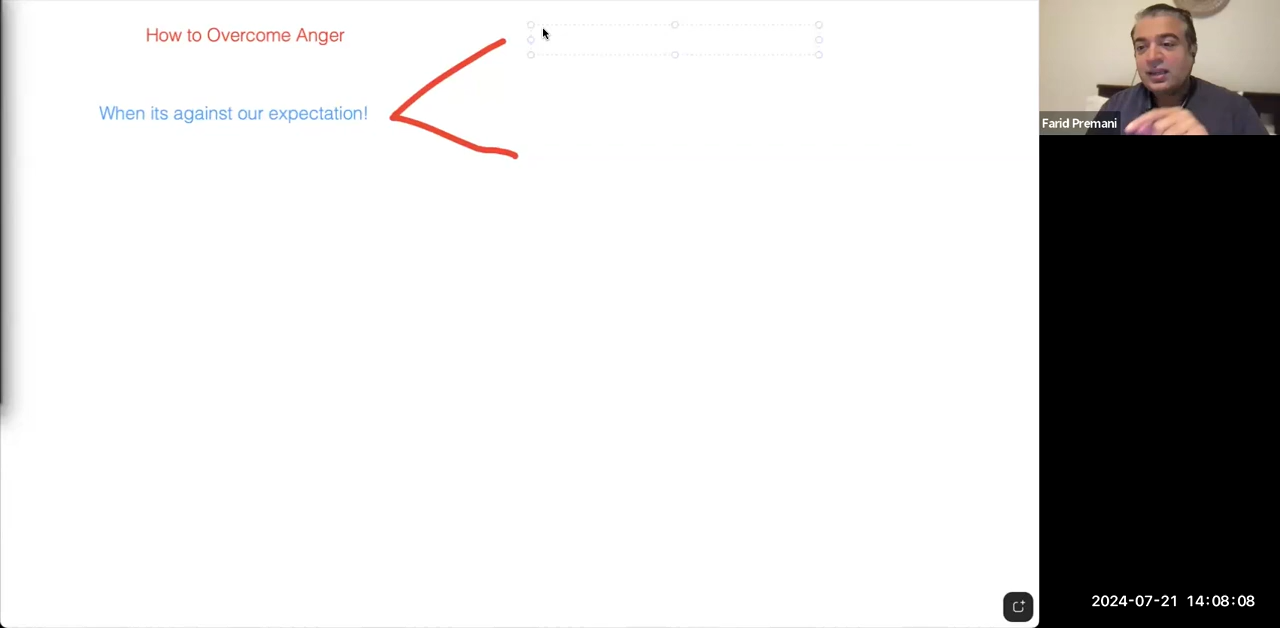 How to Overcome Anger
When its against our expectation!
Farid Premani
2024-07-21 14:08:08